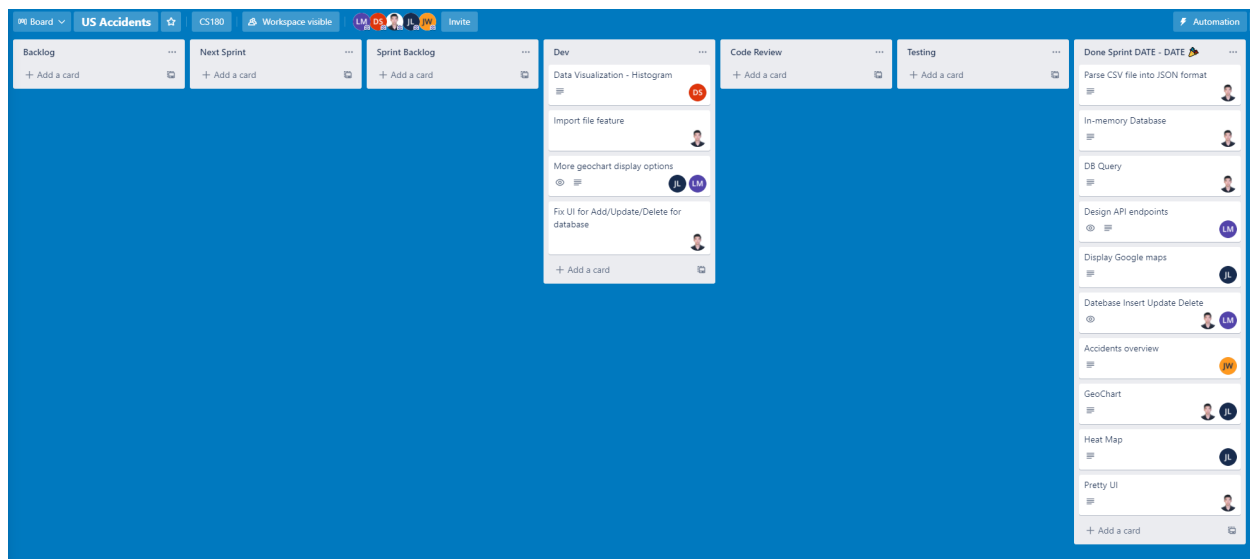 Board
US Accidents
CS180
Workspace visible
LM
DS
JL
JW
Invite
Automation
Backlog
+ Add a card
Next Sprint
+ Add a card
Sprint Backlog
+ Add a card
Dev
Data Visualization - Histogram
DS
Import file feature
More geochart display options
JL LM
Fix UI for Add/Update/Delete for
database
+ Add a card
Code Review
+ Add a card
Testing
+ Add a card
Done Sprint DATE - DATE 🎉
Parse CSV file into JSON format
In-memory Database
DB Query
Design API endpoints
LM
Display Google maps
JL
Datebase Insert Update Delete
LM
Accidents overview
JW
GeoChart
JL
Heat Map
JL
Pretty UI
+ Add a card